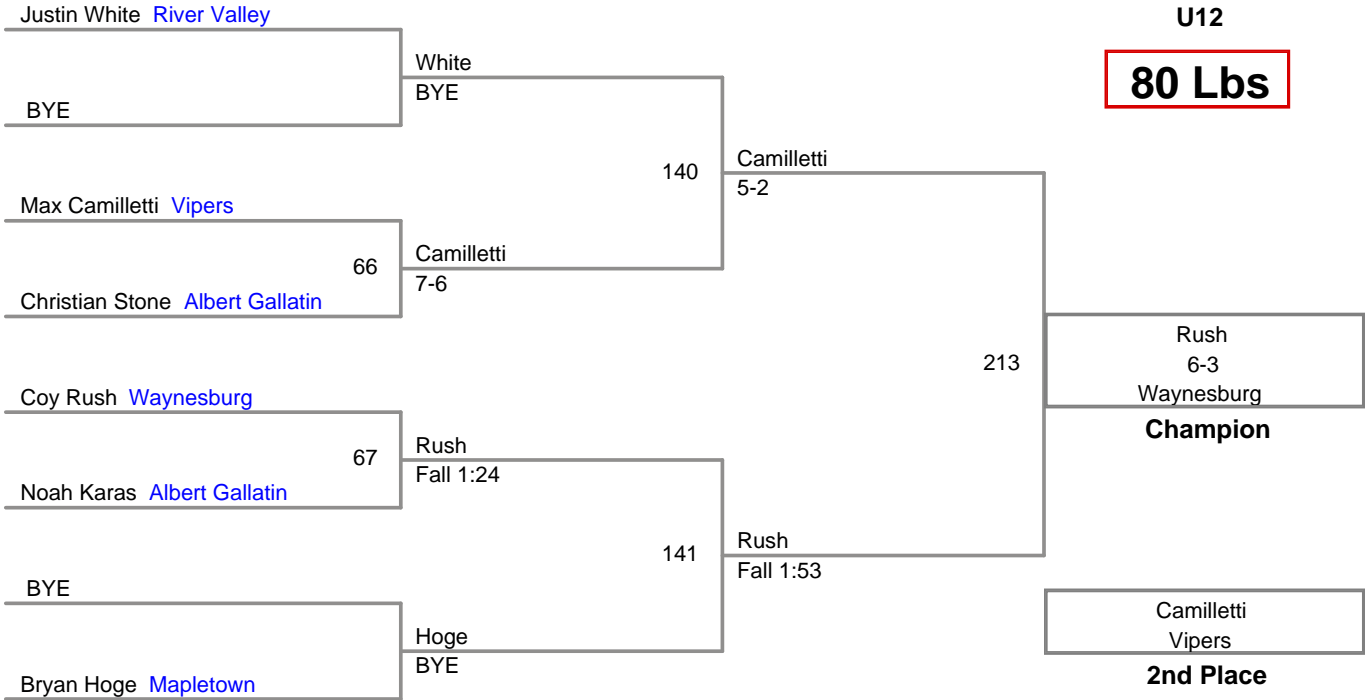 Justin White River Valley
U12
White
80 Lbs
BYE
BYE
140
Camilletti
5-2
Max Camilletti Vipers
66
Camilletti
7-6
Christian Stone Albert Gallatin
213
Rush
6-3
Waynesburg
Champion
Coy Rush Waynesburg
67
Rush
Fall 1:24
Noah Karas Albert Gallatin
141
Rush
Fall 1:53
BYE
Hoge
BYE
Bryan Hoge Mapletown
Camilletti
Vipers
2nd Place